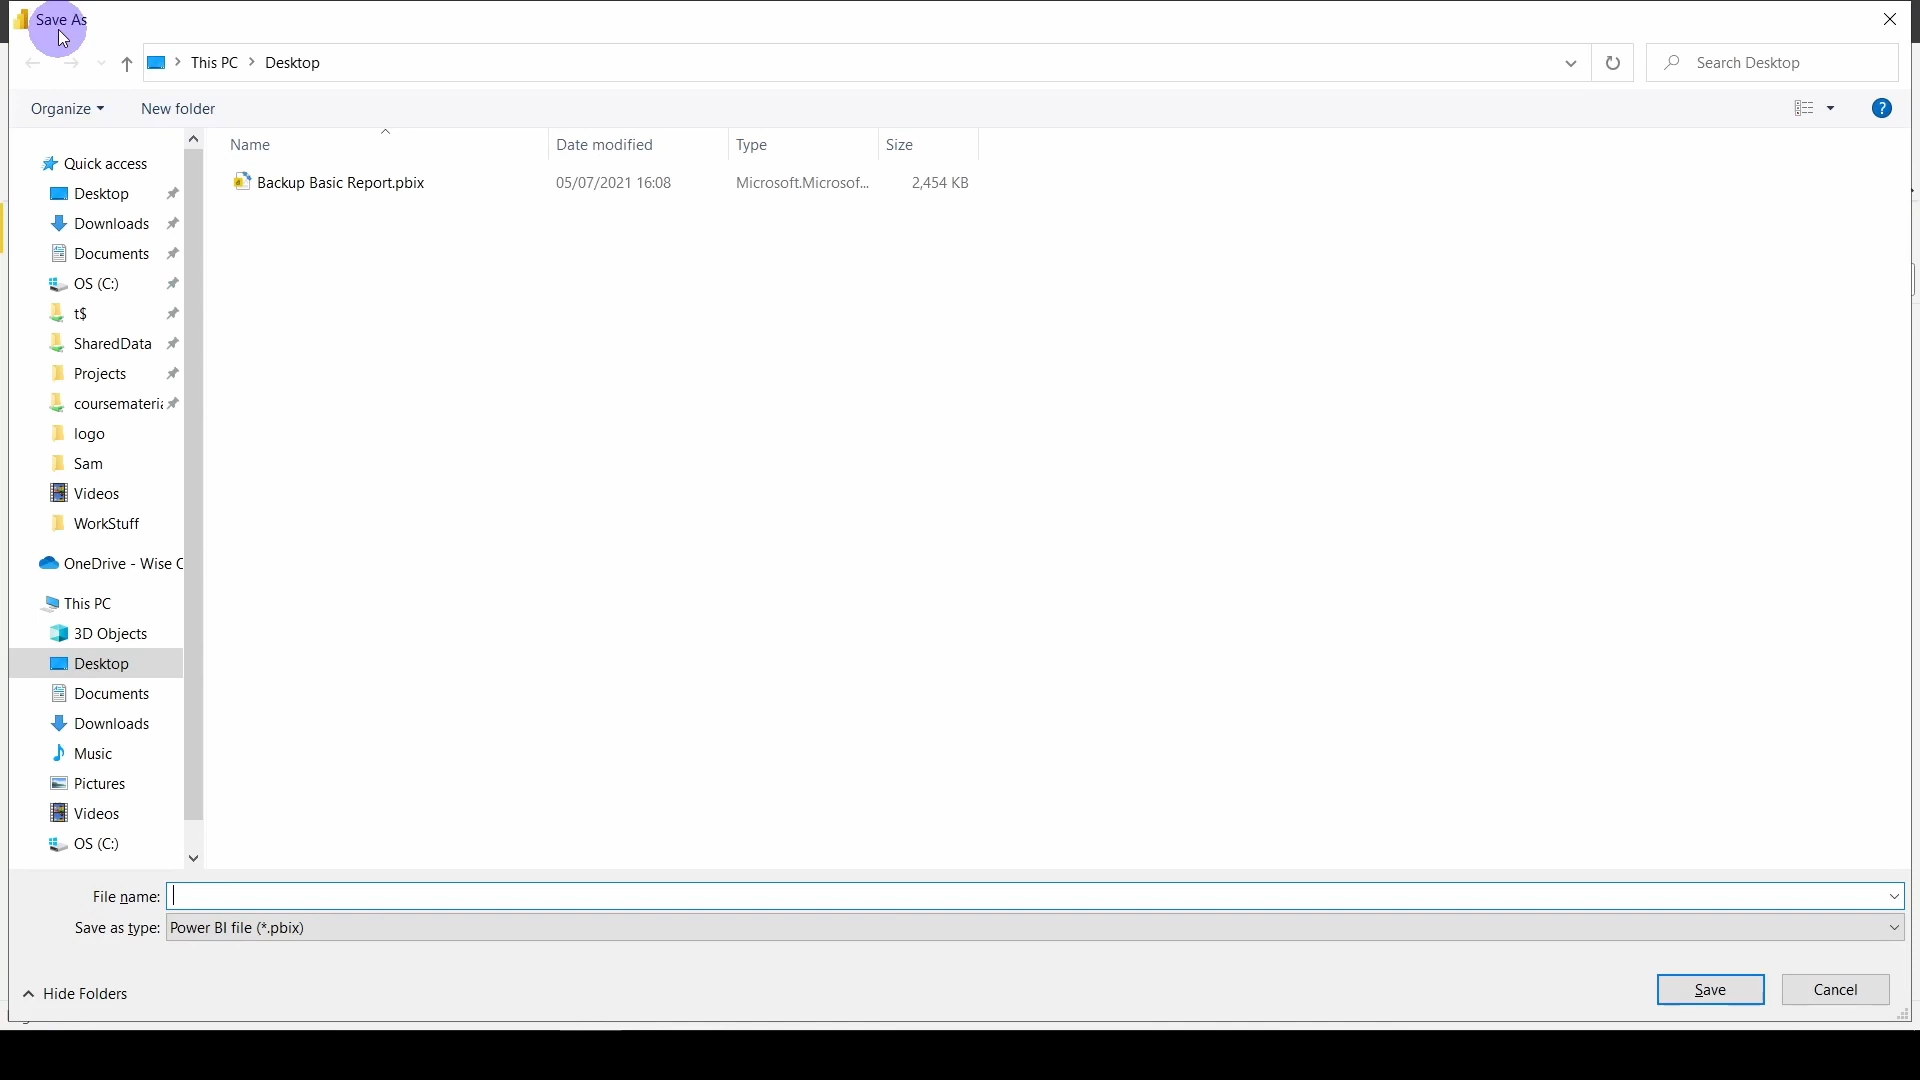 Save As
This PC > Desktop
Search Desktop
Organize
New folder
?
Name
Date modified
Type
Size
Backup Basic Report.pbix
05/07/2021 16:08
Microsoft.Microsof...
2,454 KB
Quick access
Desktop
Downloads
Documents
OS (C:)
t$
SharedData
Projects
coursemateri
logo
Sam
Videos
WorkStuff
OneDrive - Wise
This PC
3D Objects
Desktop
Documents
Downloads
Music
Pictures
Videos
OS (C:)
File name:
Save as type: Power BI file (*.pbix)
Hide Folders
Save
Cancel